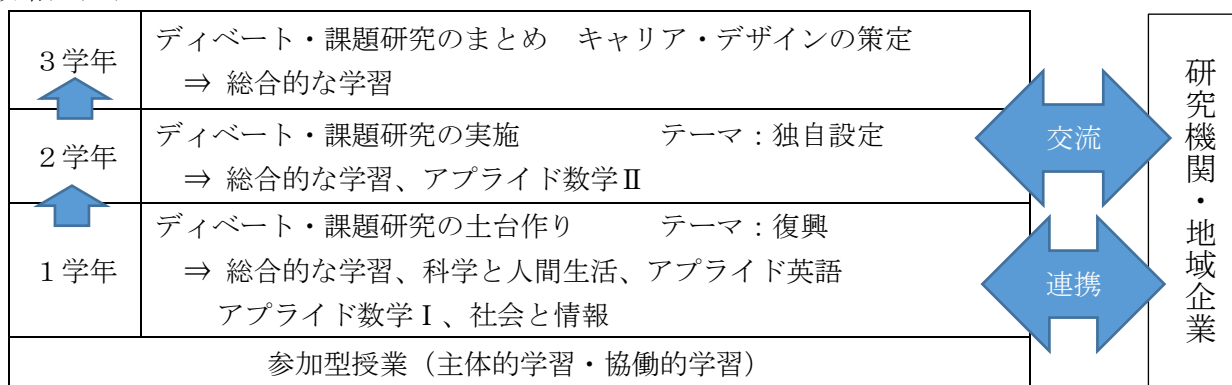 3学年
ディベート・課題研究のまとめ　キャリア・デザインの策定
⇒ 総合的な学習
2学年
ディベート・課題研究の実施　　　　テーマ：独自設定
⇒ 総合的な学習、アプライド数学Ⅱ
1学年
ディベート・課題研究の土台作り　　　テーマ：復興
⇒ 総合的な学習、科学と人間生活、アプライド英語
アプライド数学Ⅰ、社会と情報
参加型授業（主体的学習・協働的学習）
交流
連携
研究機関・地域企業